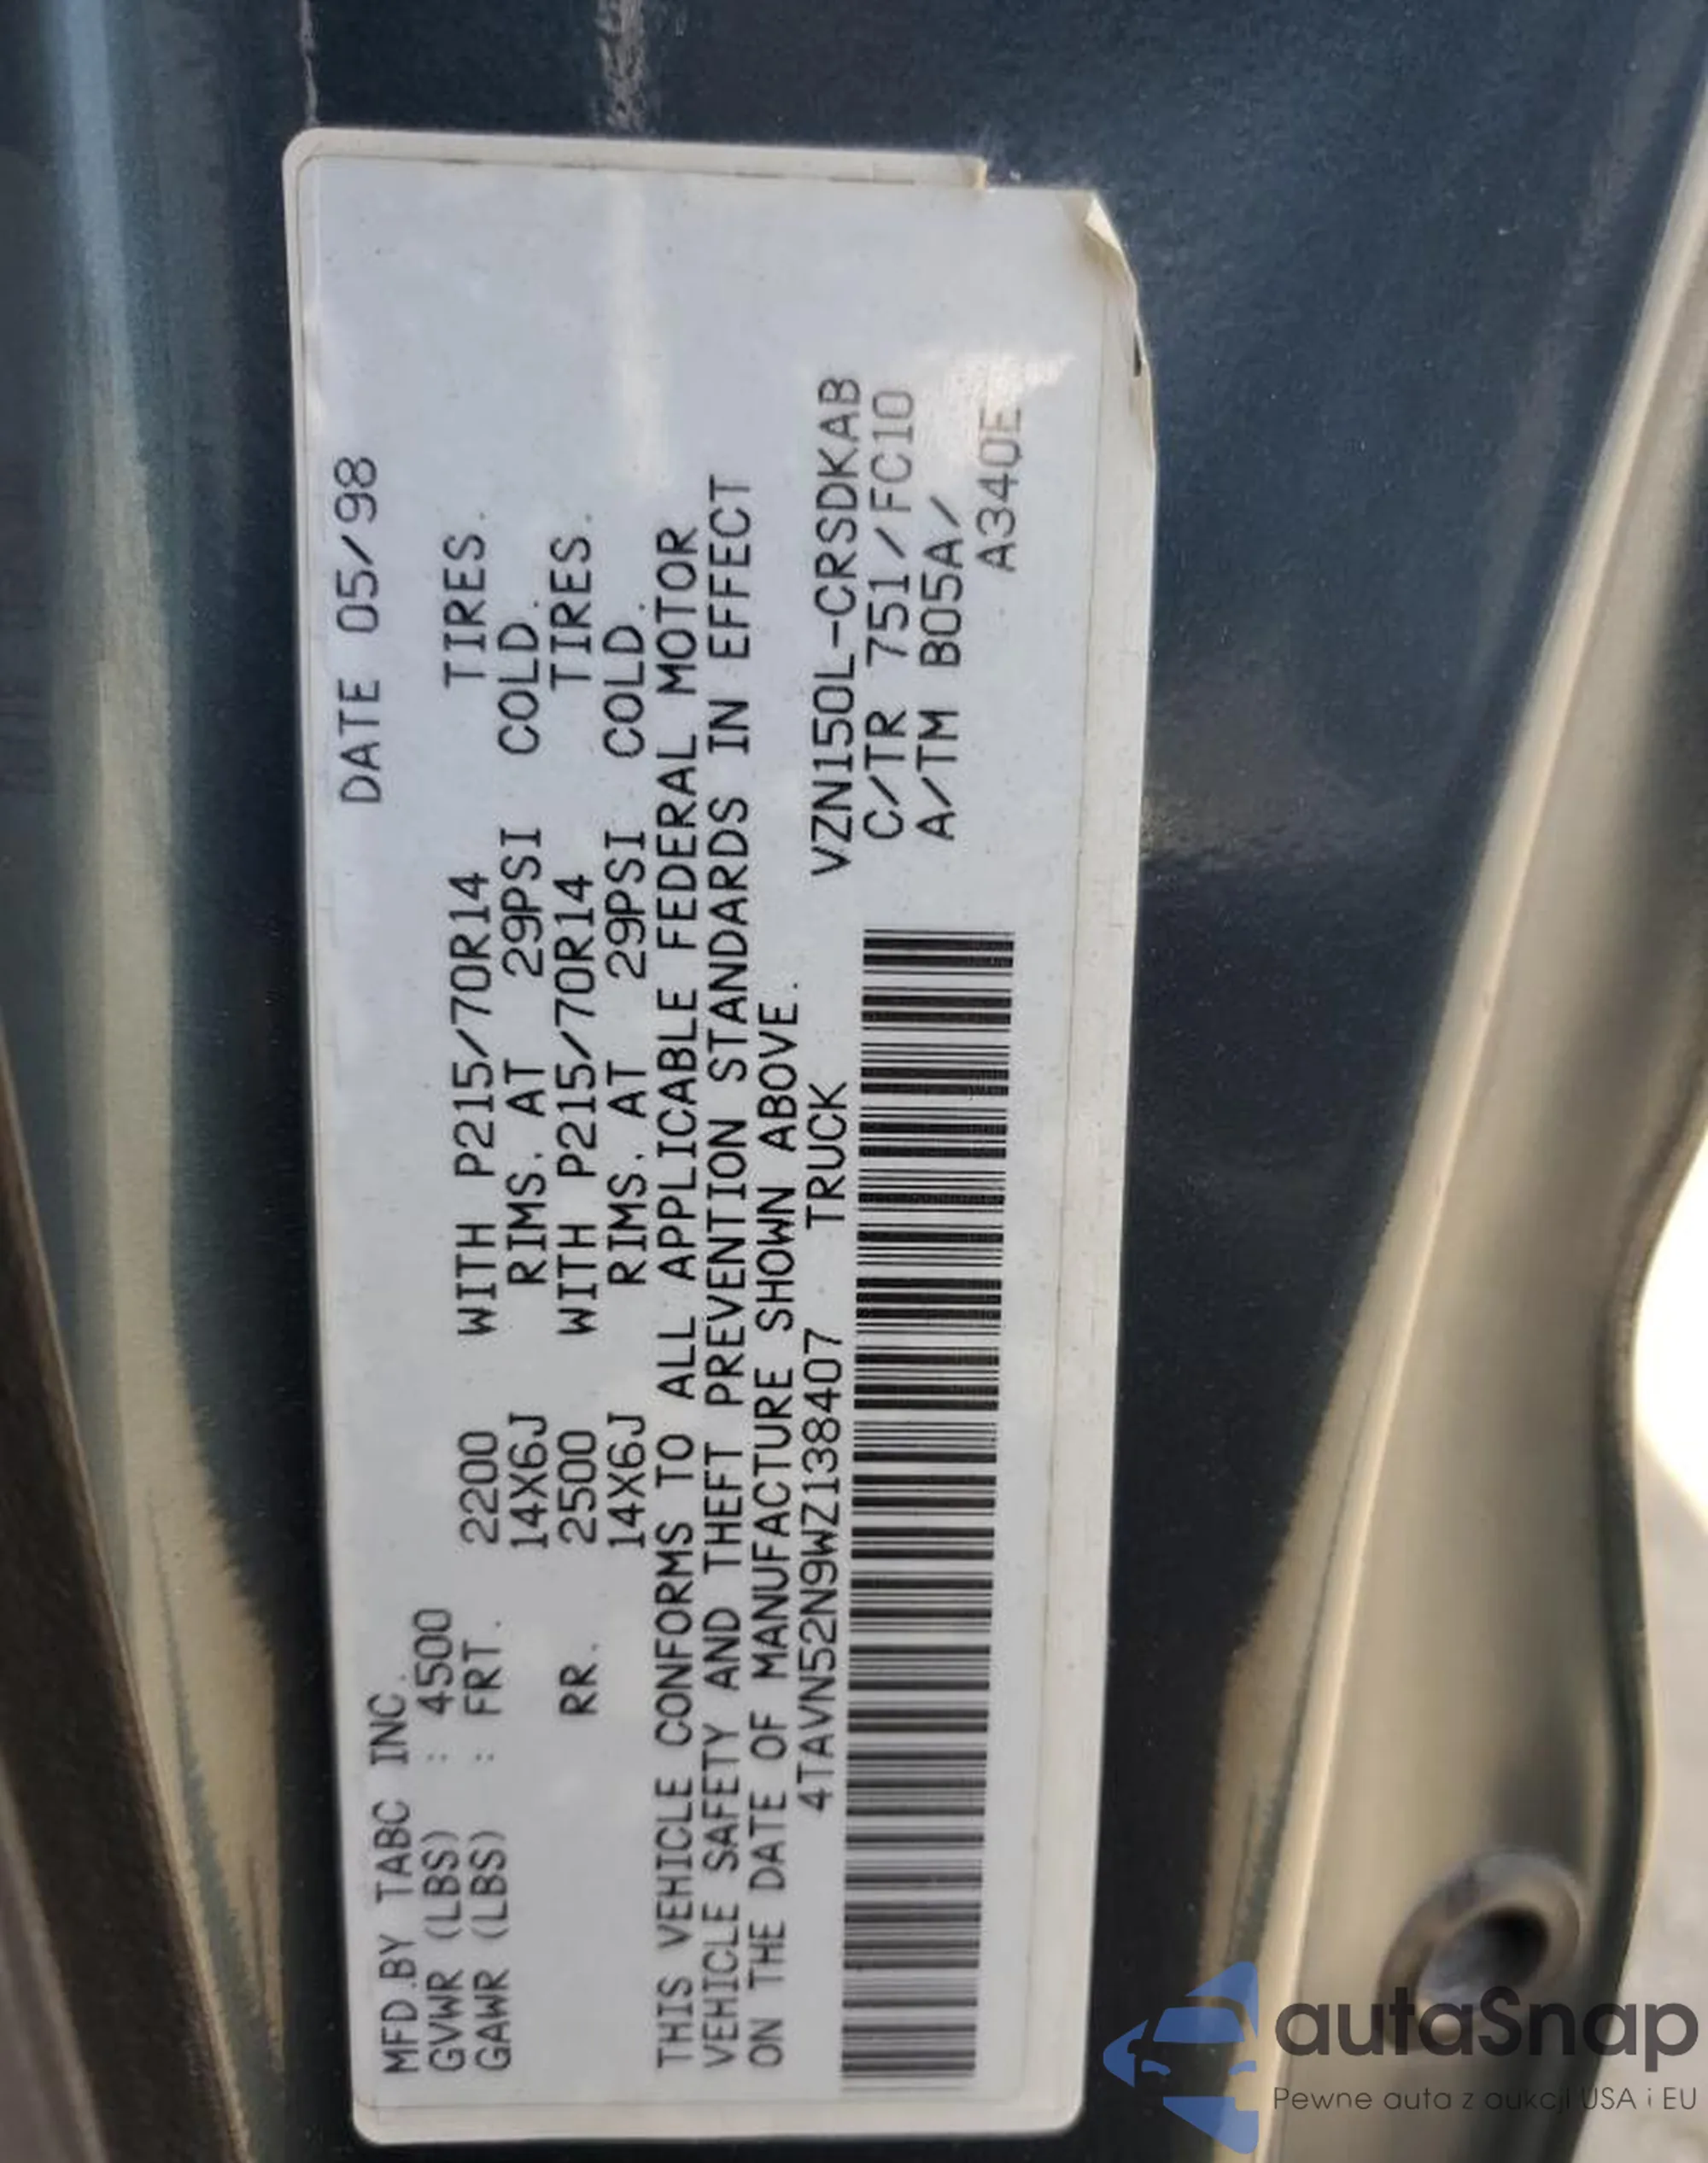 MFD.BY TABC INC. DATE 05/98
GVWR (LBS) : 4500
GAWR (LBS) : FRT. 2200 WITH P215/70R14 TIRES.
14X6J RIMS. AT 29PSI COLD.
RR. 2500 WITH P215/70R14 TIRES.
14X6J RIMS. AT 29PSI COLD.
THIS VEHICLE CONFORMS TO ALL APPLICABLE FEDERAL MOTOR
VEHICLE SAFETY AND THEFT PREVENTION STANDARDS IN EFFECT
ON THE DATE OF MANUFACTURE SHOWN ABOVE.
4TAVN52N9WZ138407 TRUCK VZN150L-CRSDKAB
C/TR 751/FC10
A/TM B05A/
A340E
autaSnap
Pewne auta z aukcji USA i EU